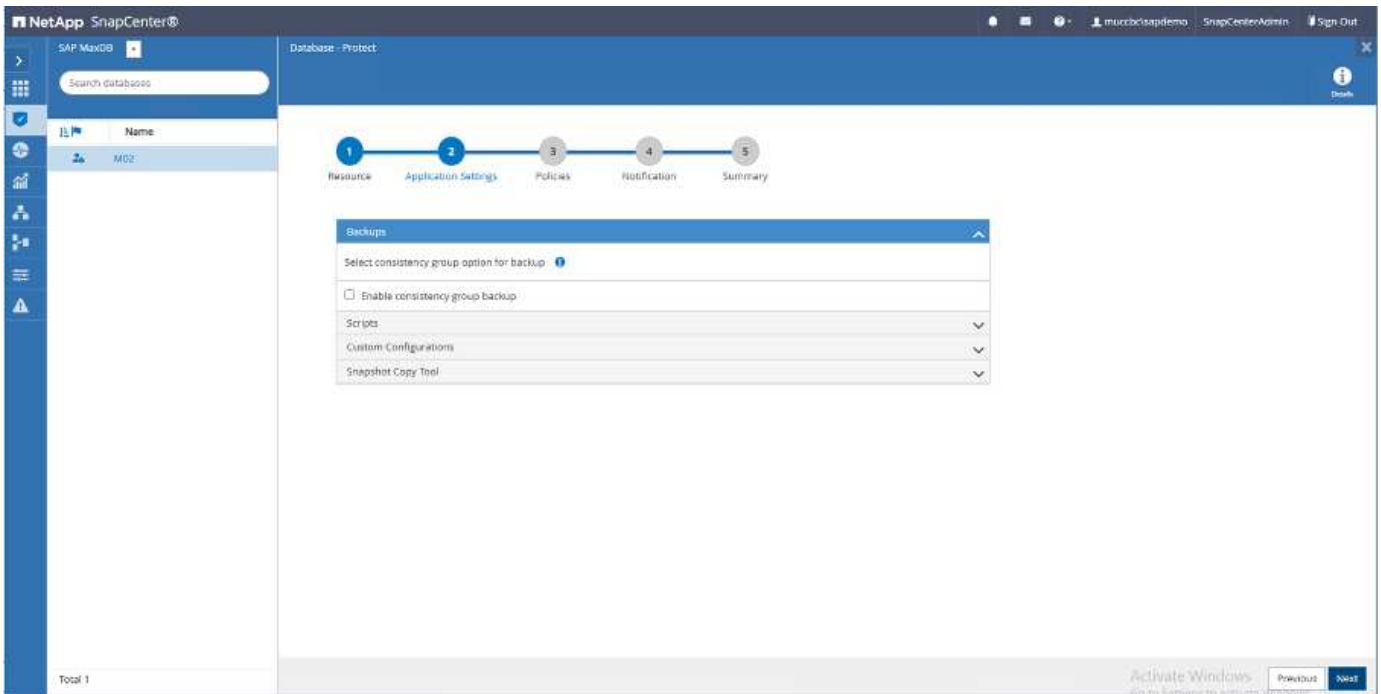 NetApp SnapCenter®
muccbc\sapdemo SnapCenterAdmin Sign Out
SAP MaxDB
Database - Protect
Search databases
Details
Name
M02
1 2 3 4 5
Resource Application Settings Policies Notification Summary
Backups
Select consistency group option for backup
Enable consistency group backup
Scripts
Custom Configurations
Snapshot Copy Tool
Total 1
Activate Windows
Previous Next